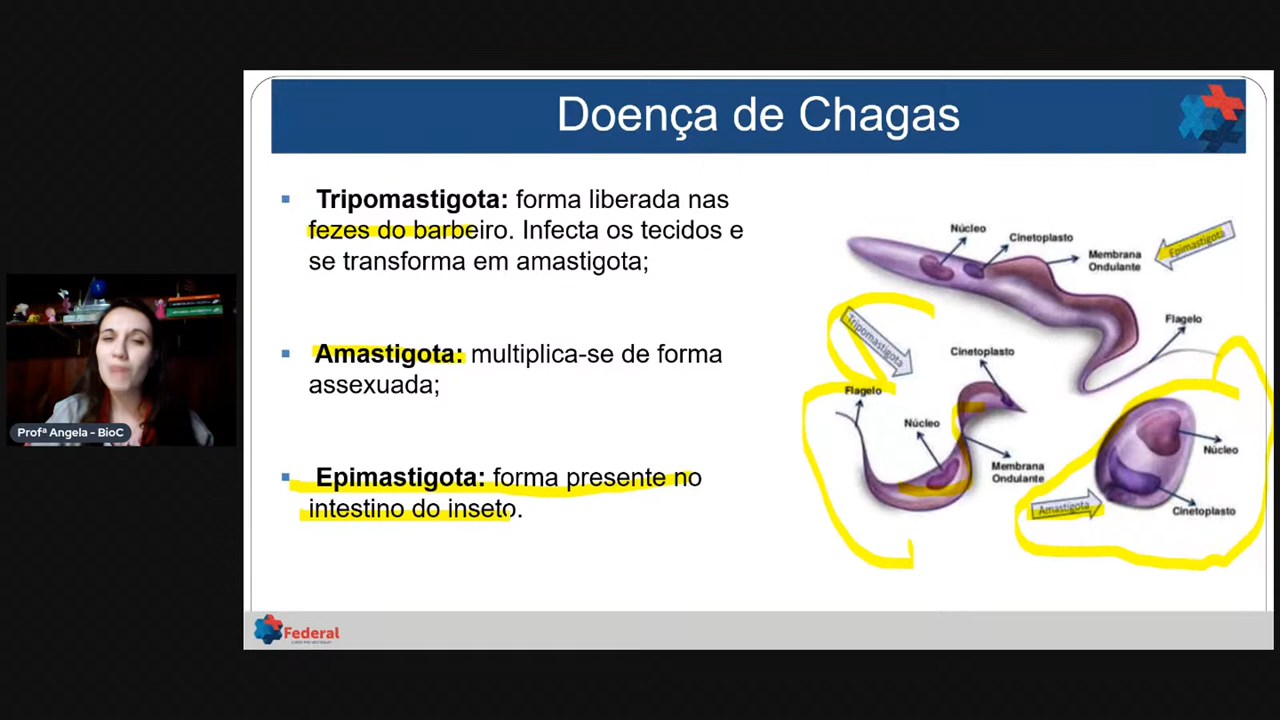 Doença de Chagas
Tripomastigota: forma liberada nas
fezes do barbeiro. Infecta os tecidos e
se transforma em amastigota;
Amastigota: multiplica-se de forma
assexuada;
Epimastigota: forma presente no
intestino do inseto.
Núcleo
Cinetoplasto
Membrana
Ondulante
Epimastigota
Flagelo
Tripomastigota
Cinetoplasto
Flagelo
Núcleo
Membrana
Ondulante
Núcleo
Amastigota
Cinetoplasto
Profª Angela - BioC
Federal